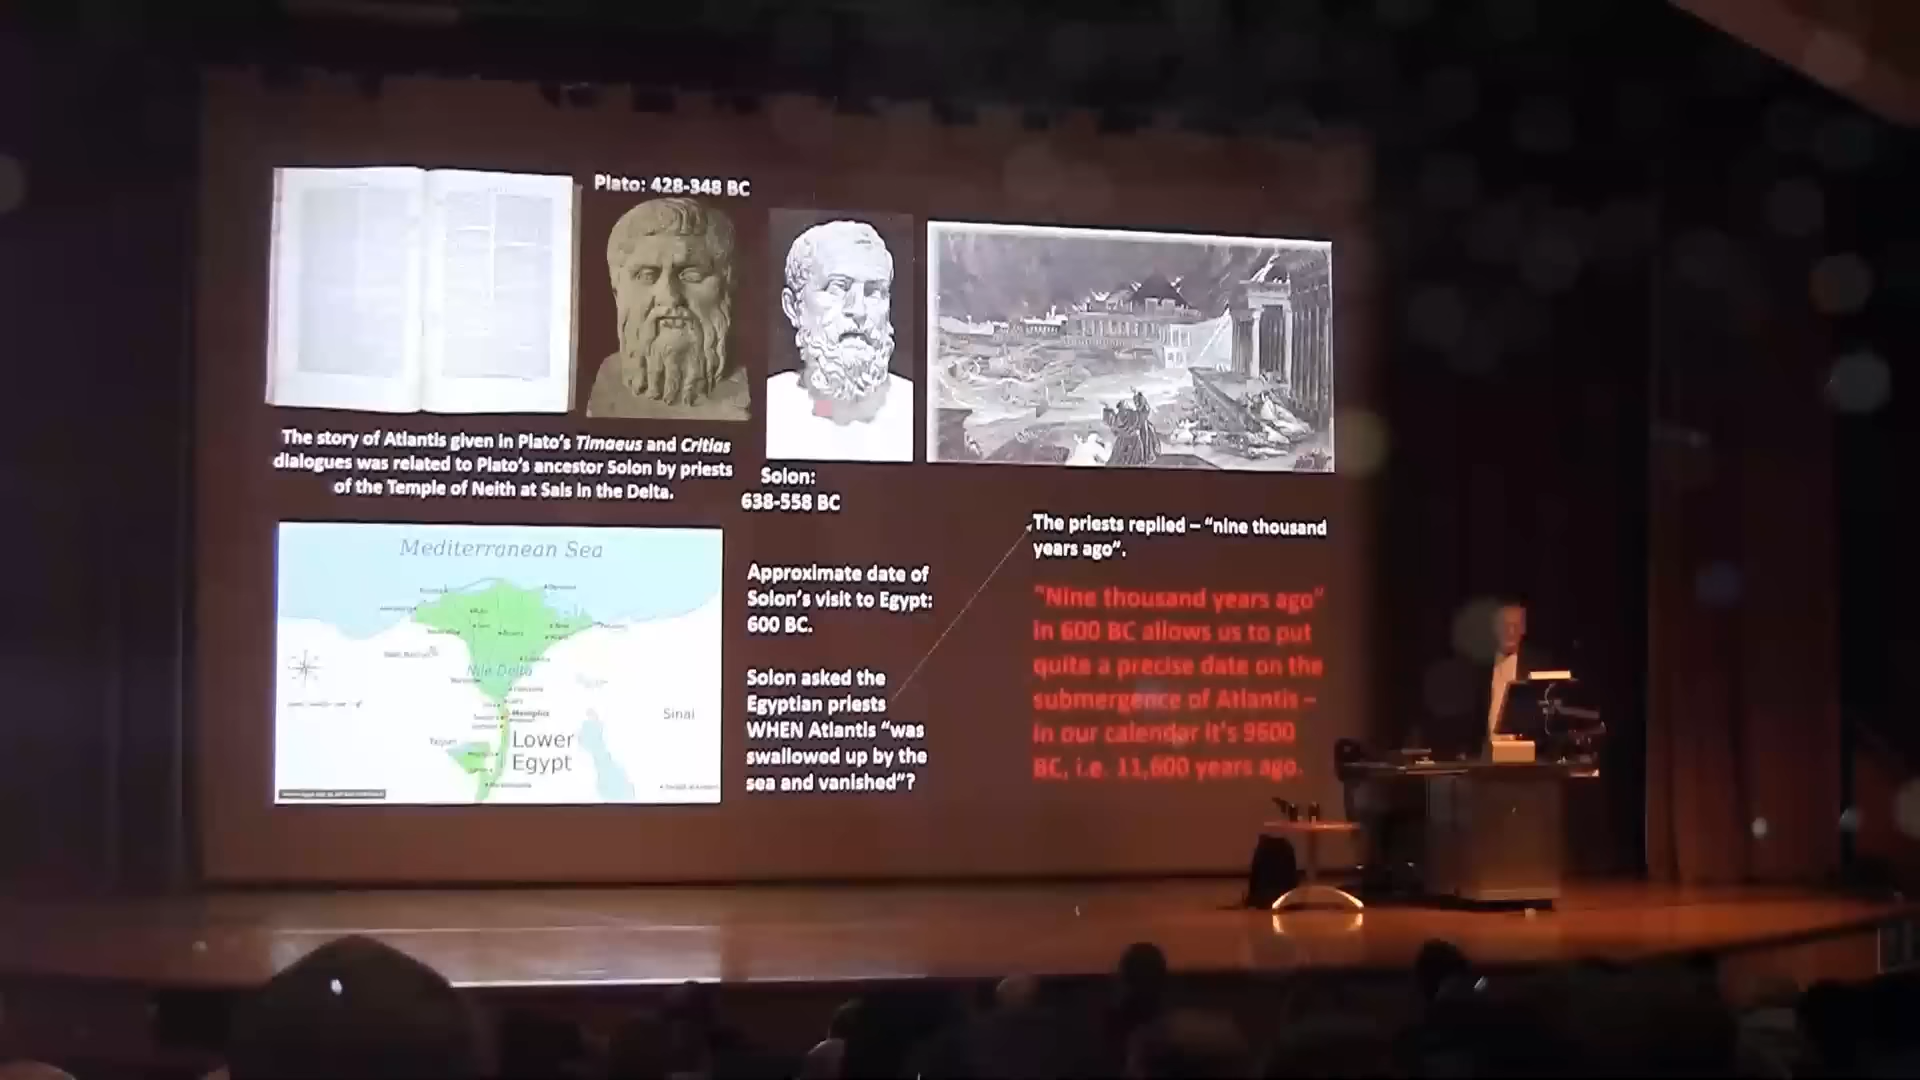 Plato: 428-348 BC
The story of Atlantis given in Plato's Timaeus and Critias
dialogues was related to Plato's ancestor Solon by priests
of the Temple of Neith at Sais in the Delta.
Solon:
638-558 BC
Mediterranean Sea
Nile Delta
Memphis
Lower
Egypt
Sinai
Approximate date of
Solon's visit to Egypt:
600 BC.
Solon asked the
Egyptian priests
WHEN Atlantis "was
swallowed up by the
sea and vanished"?
The priests replied – "nine thousand
years ago".
"Nine thousand years ago"
in 600 BC allows us to put
quite a precise date on the
submergence of Atlantis –
in our calendar it's 9600
BC, i.e. 11,600 years ago.